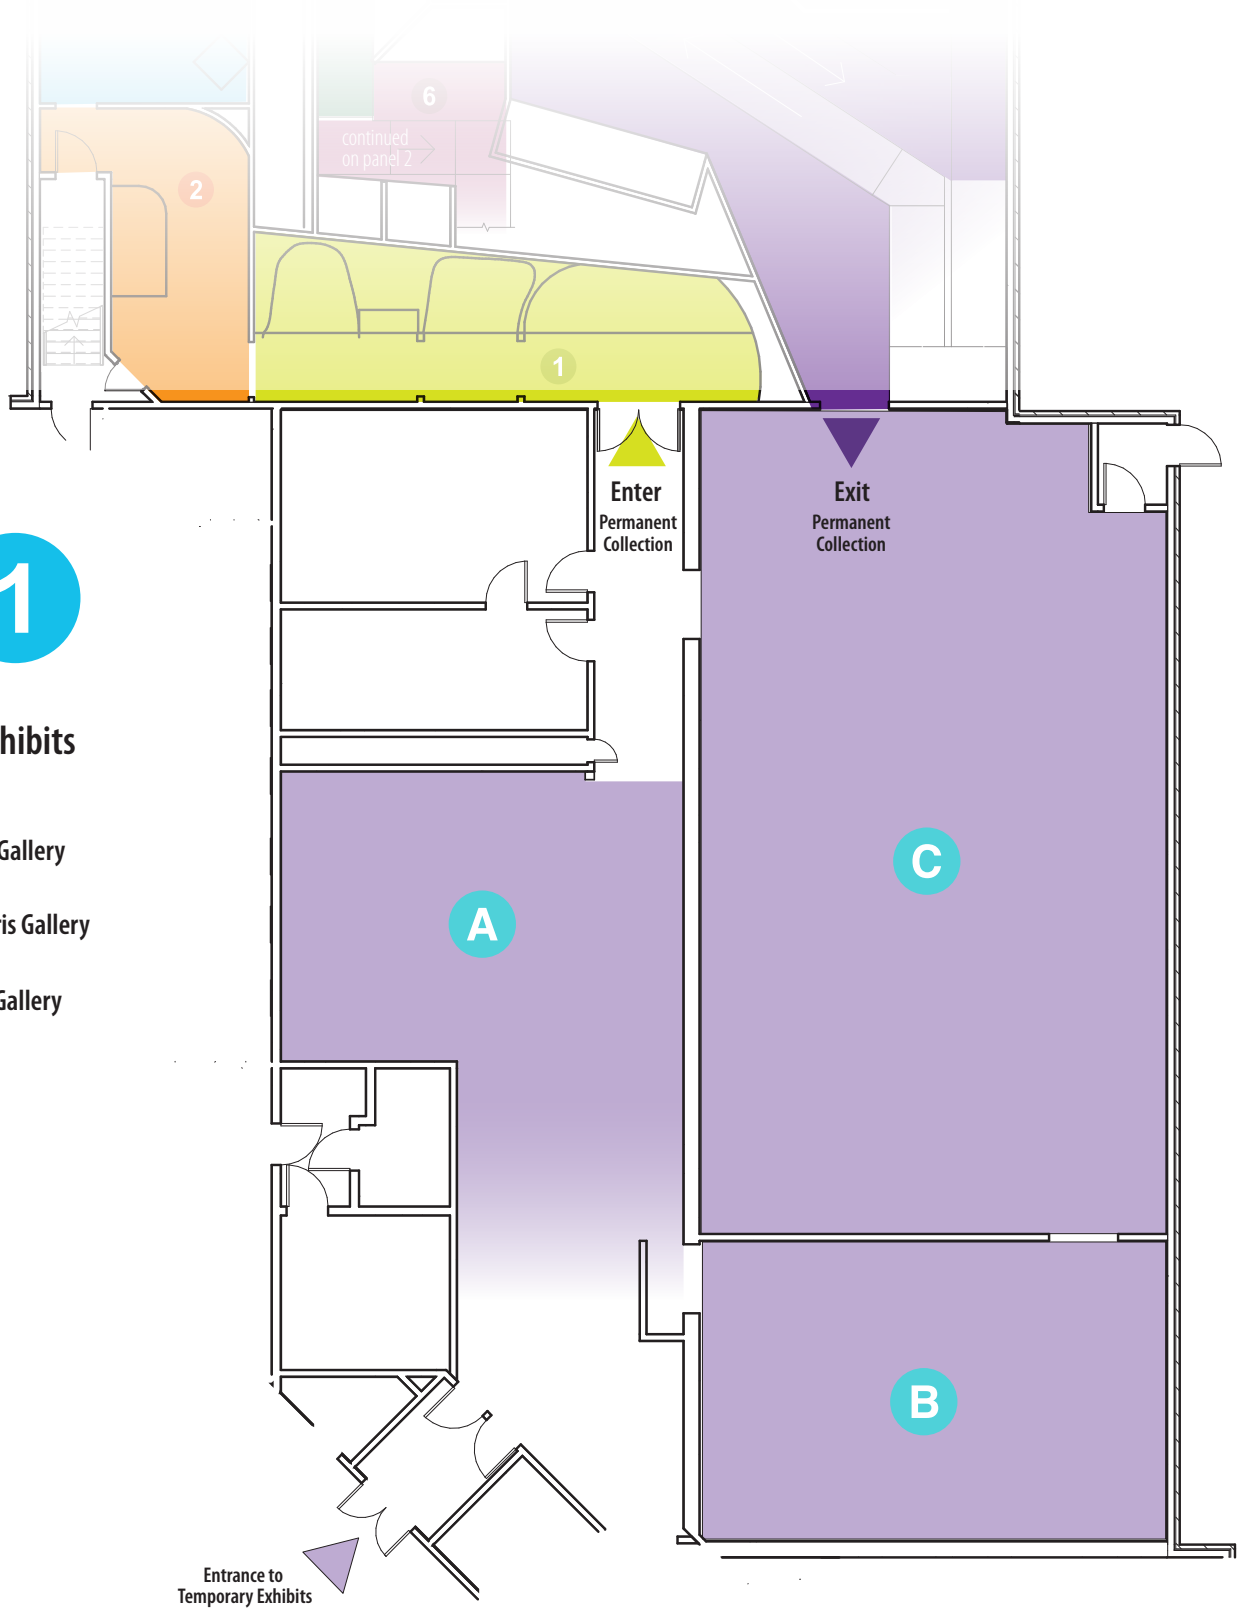 6
continued
on panel 2
2
1
Enter
Permanent
Collection
Exit
Permanent
Collection
1
hibits
Gallery
ris Gallery
Gallery
C
A
B
Entrance to
Temporary Exhibits